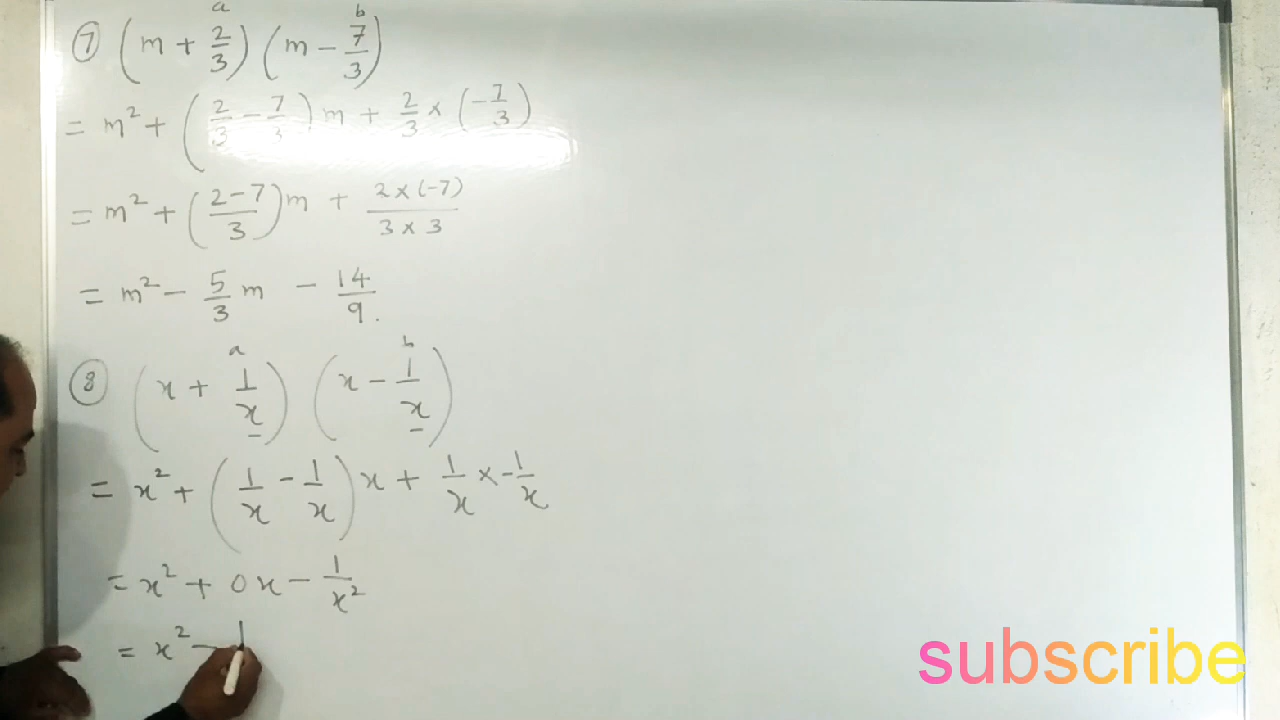 a b
⑦ (m + 2/3) (m - 7/3)
= m² + (2/3 - 7/3) m + 2/3 × (-7/3)
= m² + (2-7/3) m + 2×(-7)/3×3
= m² - 5/3 m - 14/9.
a b
⑧ (x + 1/x) (x - 1/x)
= x² + (1/x - 1/x) x + 1/x × -1/x
= x² + 0x - 1/x²
= x² - 1
subscribe